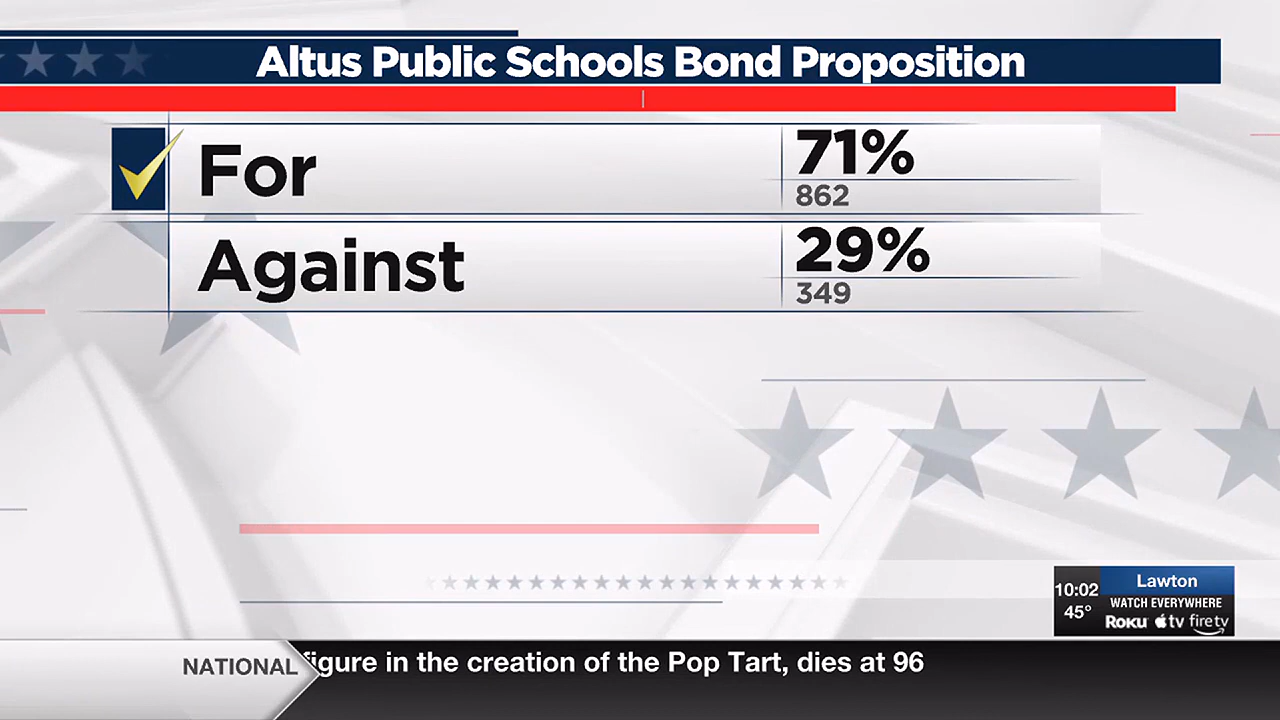 Altus Public Schools Bond Proposition
For
71%
862
Against
29%
349
10:02
45°
Lawton
WATCH EVERYWHERE
Roku tv firetv
NATIONAL
figure in the creation of the Pop Tart, dies at 96